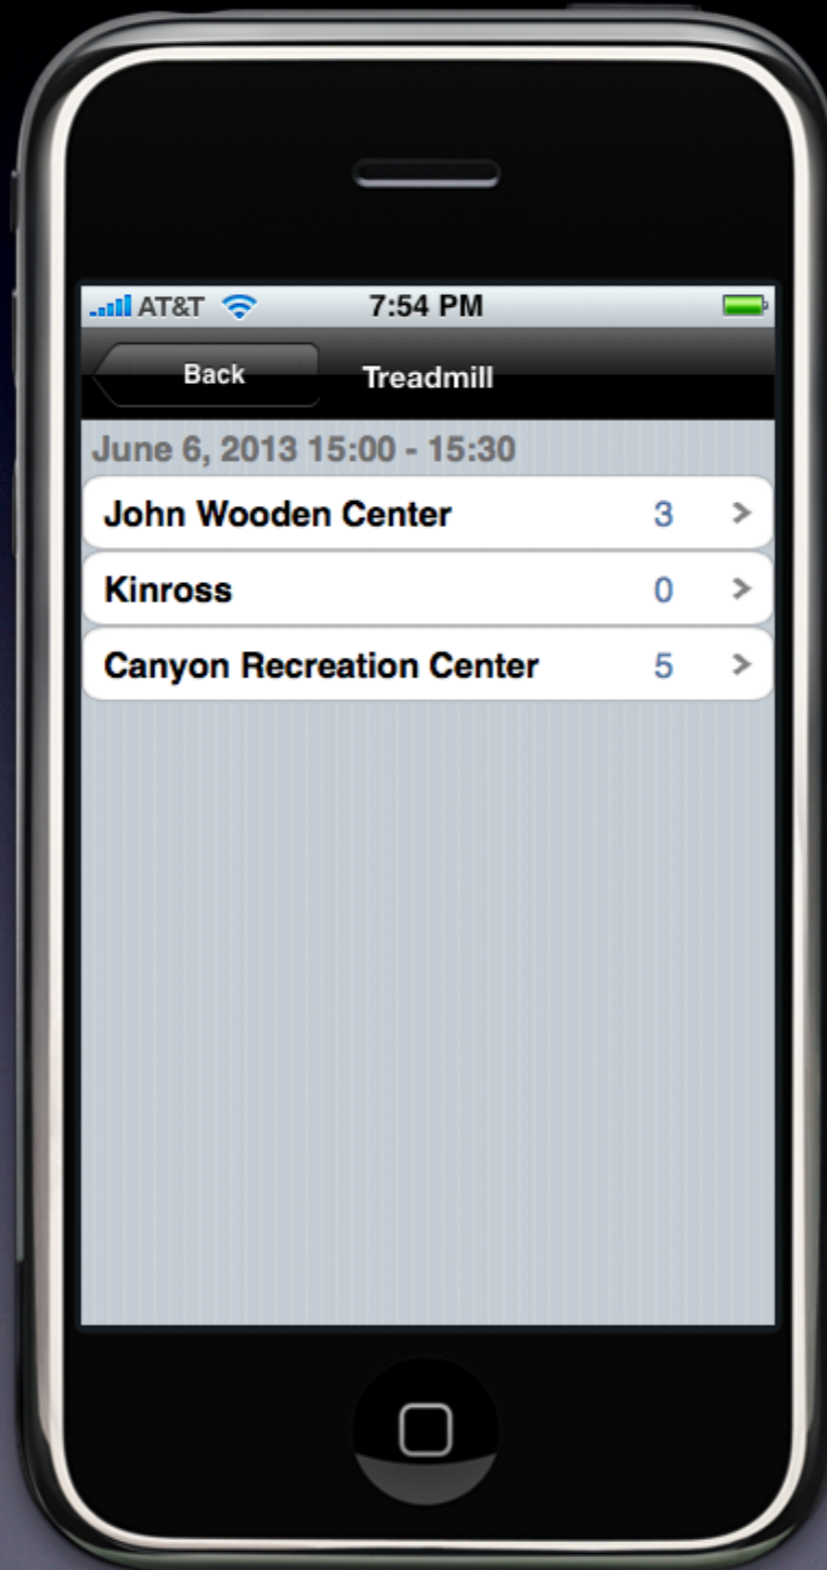 AT&T 7:54 PM
Back Treadmill
June 6, 2013 15:00 - 15:30
John Wooden Center 3 >
Kinross 0 >
Canyon Recreation Center 5 >